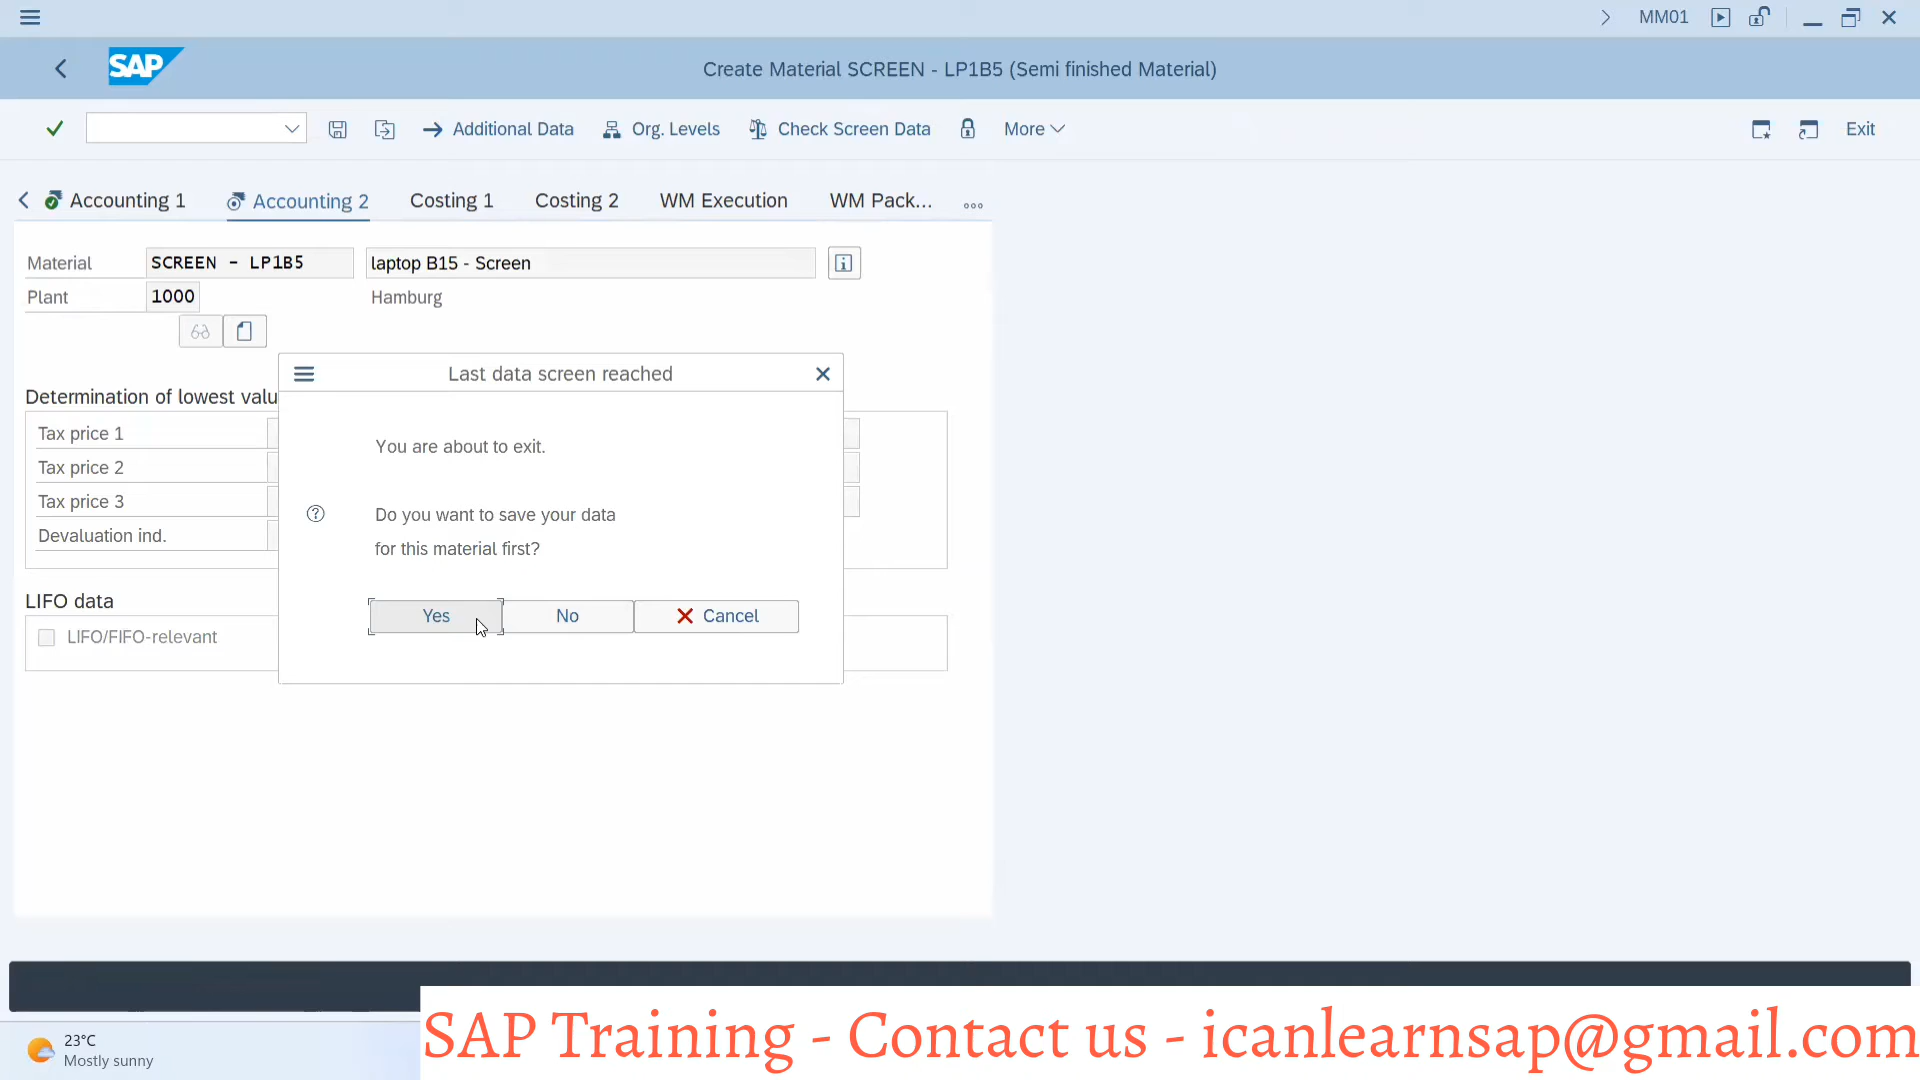 MM01
SAP
Create Material SCREEN - LP1B5 (Semi finished Material)
Additional Data
Org. Levels
Check Screen Data
More
Exit
Accounting 1
Accounting 2
Costing 1
Costing 2
WM Execution
WM Pack...
Material
SCREEN - LP1B5
laptop B15 - Screen
Plant
1000
Hamburg
Last data screen reached
Determination of lowest valu
Tax price 1
You are about to exit.
Tax price 2
Tax price 3
Do you want to save your data
Devaluation ind.
for this material first?
LIFO data
Yes
No
Cancel
LIFO/FIFO-relevant
23°C
Mostly sunny
SAP Training - Contact us - icanlearnsap@gmail.com